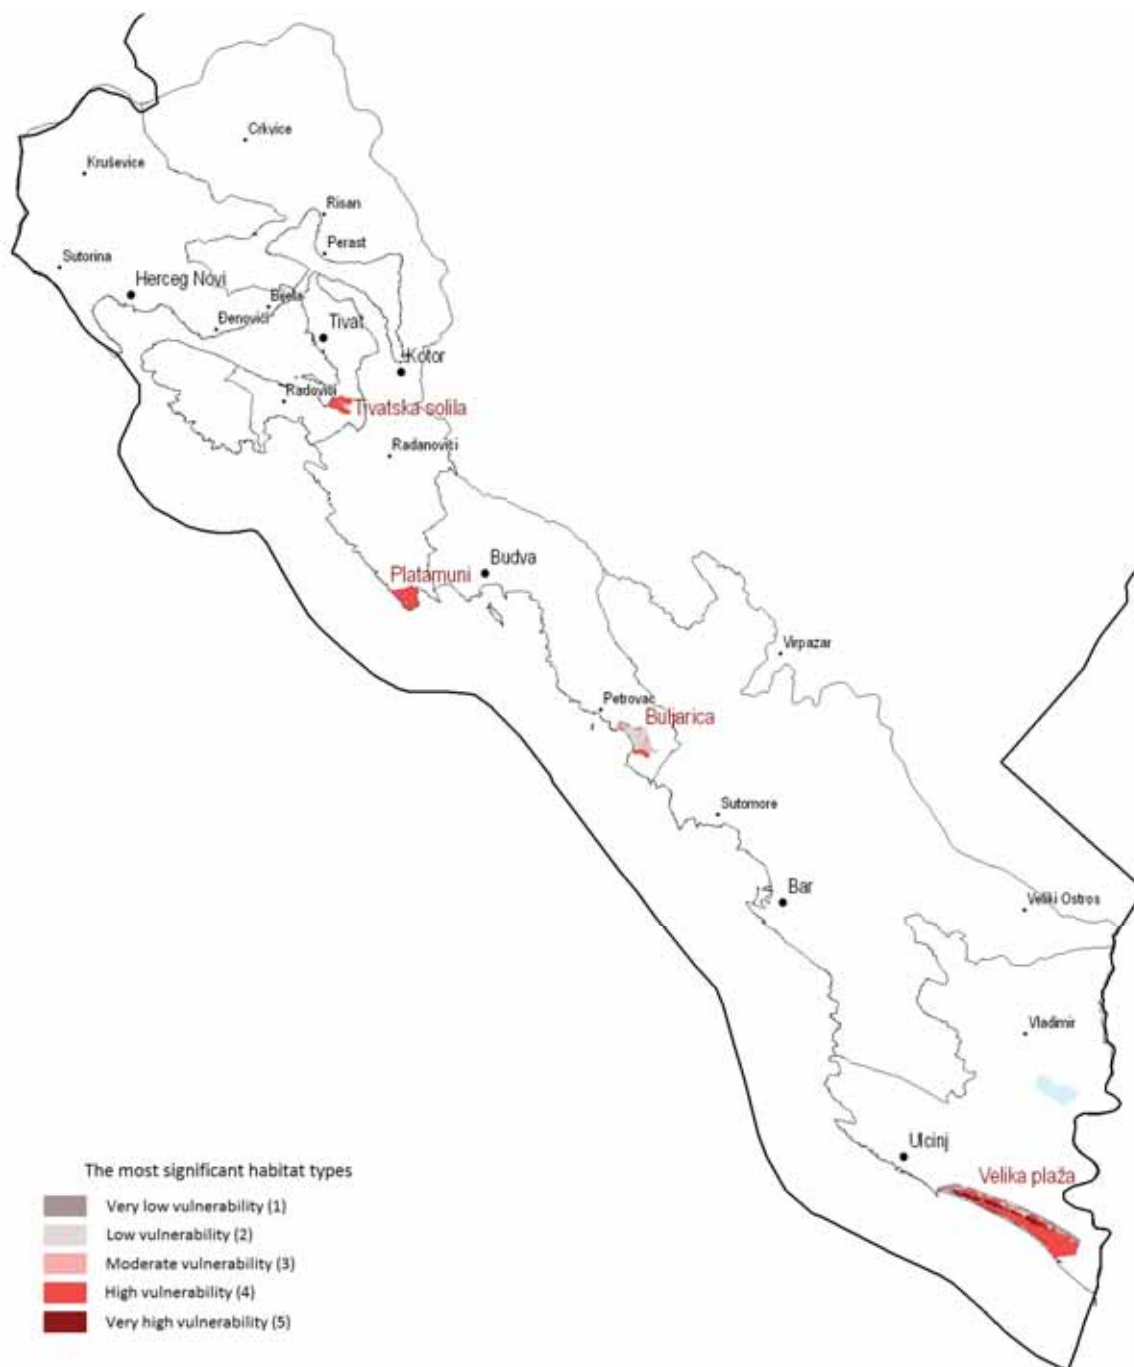 Crkvice
Kruševice
Risan
Perast
Sutorina
Herceg Novi
Bijela
Đenovići
Tivat
Kotor
Radovići
Tivatska solila
Radanovići
Budva
Platamuni
Virpazar
Petrovac
Buljarica
Sutomore
Bar
Veliki Ostros
Vladimir
Ulcinj
Velika plaža
The most significant habitat types
Very low vulnerability (1)
Low vulnerability (2)
Moderate vulnerability (3)
High vulnerability (4)
Very high vulnerability (5)